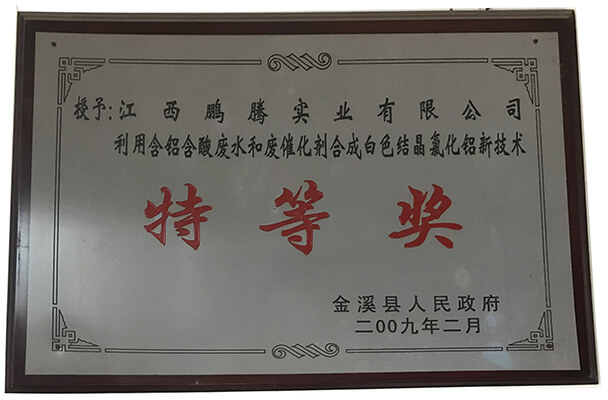 授予：江西鹏腾实业有限公司
利用含铝含酸废水和废催化剂合成白色结晶氯化铝新技术
特等奖
金溪县人民政府
二00九年二月